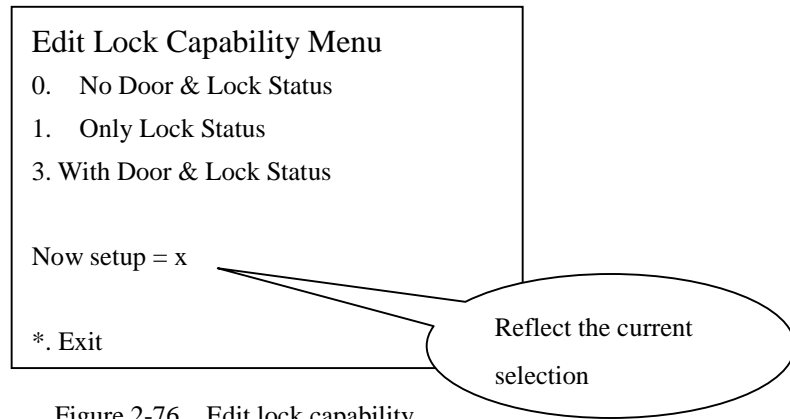 Edit Lock Capability Menu
0. No Door & Lock Status
1. Only Lock Status
3. With Door & Lock Status
Now setup = x
*. Exit
Reflect the current
selection
Figure 2-76 Edit lock capability